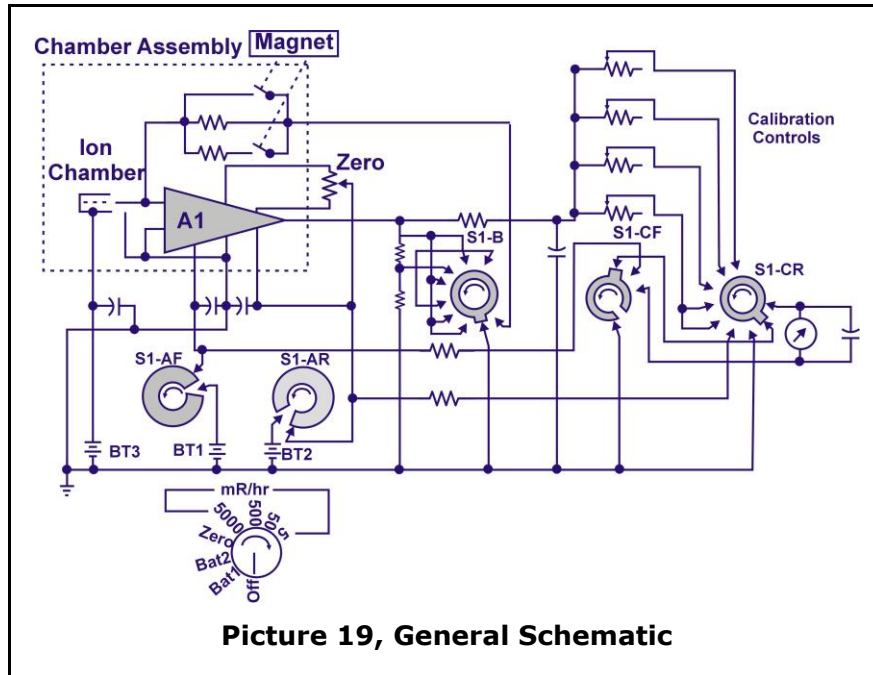 Chamber Assembly
Magnet
Ion
Chamber
A1
Zero
Calibration
Controls
S1-B
S1-CF
S1-CR
S1-AF
S1-AR
BT3
BT1
BT2
mR/hr
5000
500
50
5
Zero
Bat2
Bat1
Off
Picture 19, General Schematic